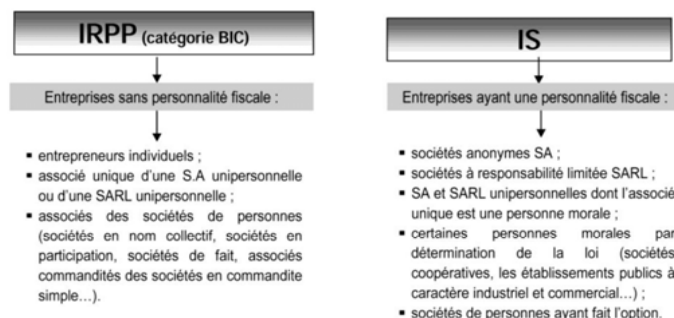 IRPP (catégorie BIC)
Entreprises sans personnalité fiscale :
▪ entrepreneurs individuels ;
▪ associé unique d'une S.A unipersonnelle
ou d'une SARL unipersonnelle ;
▪ associés des sociétés de personnes
(sociétés en nom collectif, sociétés en
participation, sociétés de fait, associés
commandités des sociétés en commandite
simple…).
IS
Entreprises ayant une personnalité fiscale :
▪ sociétés anonymes SA ;
▪ sociétés à responsabilité limitée SARL ;
▪ SA et SARL unipersonnelles dont l'associé
unique est une personne morale ;
▪ certaines personnes morales par
détermination de la loi (sociétés
coopératives, les établissements publics à
caractère industriel et commercial…) ;
▪ sociétés de personnes ayant fait l'option.